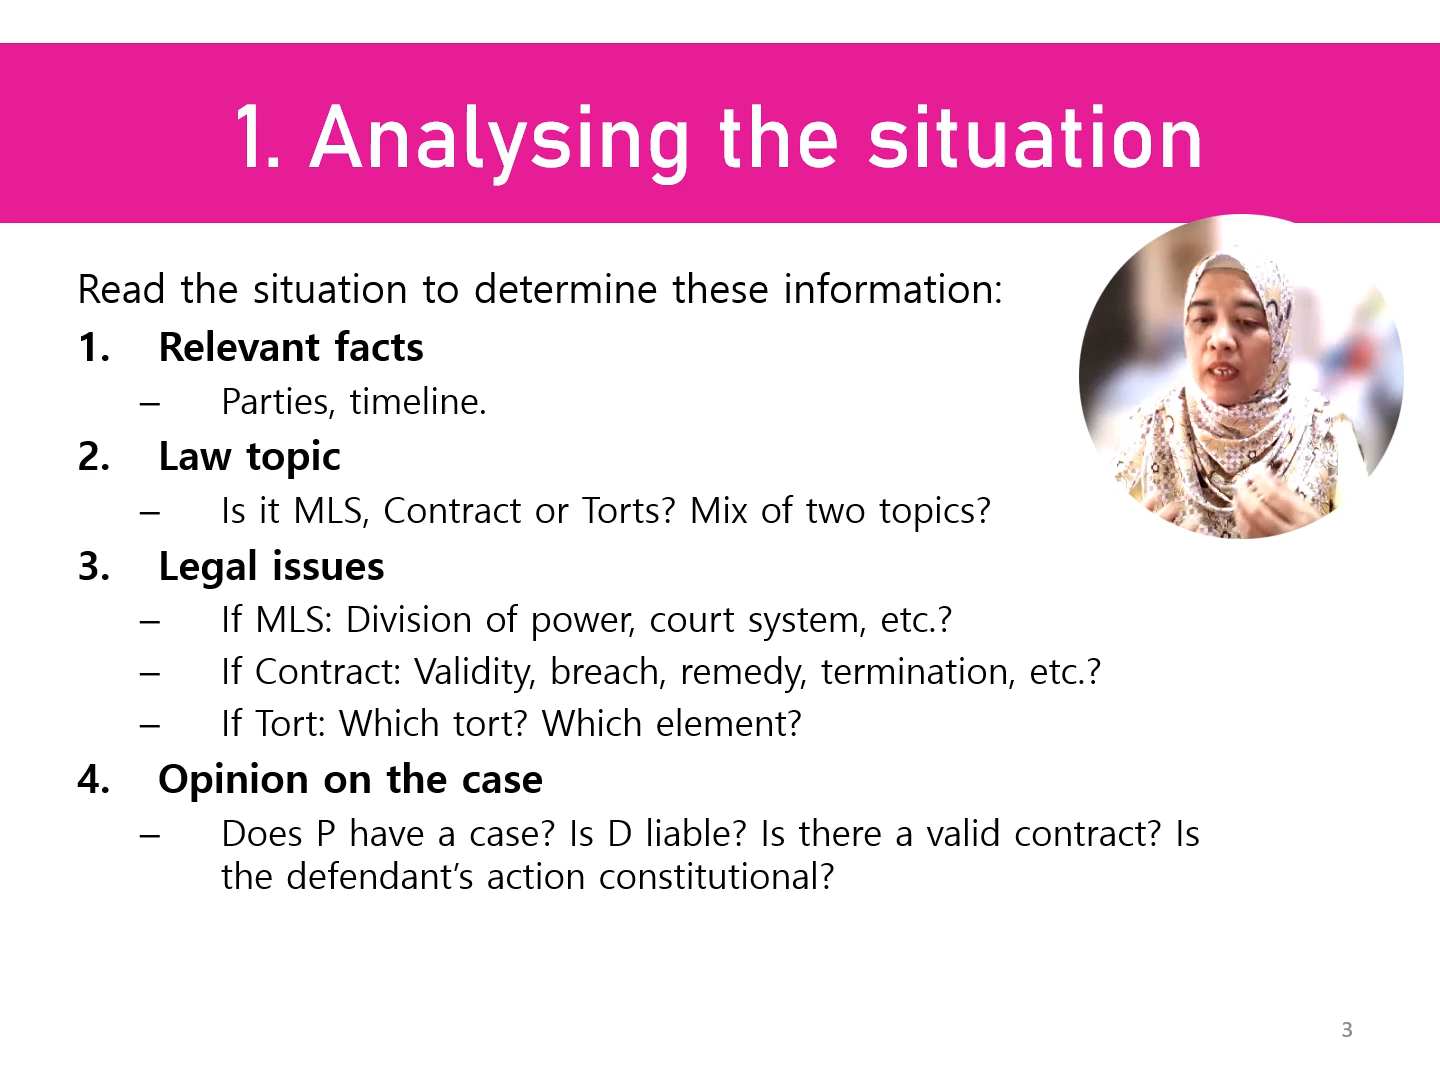 1. Analysing the situation
Read the situation to determine these information:
1. Relevant facts
– Parties, timeline.
2. Law topic
– Is it MLS, Contract or Torts? Mix of two topics?
3. Legal issues
– If MLS: Division of power, court system, etc.?
– If Contract: Validity, breach, remedy, termination, etc.?
– If Tort: Which tort? Which element?
4. Opinion on the case
– Does P have a case? Is D liable? Is there a valid contract? Is
the defendant’s action constitutional?
3